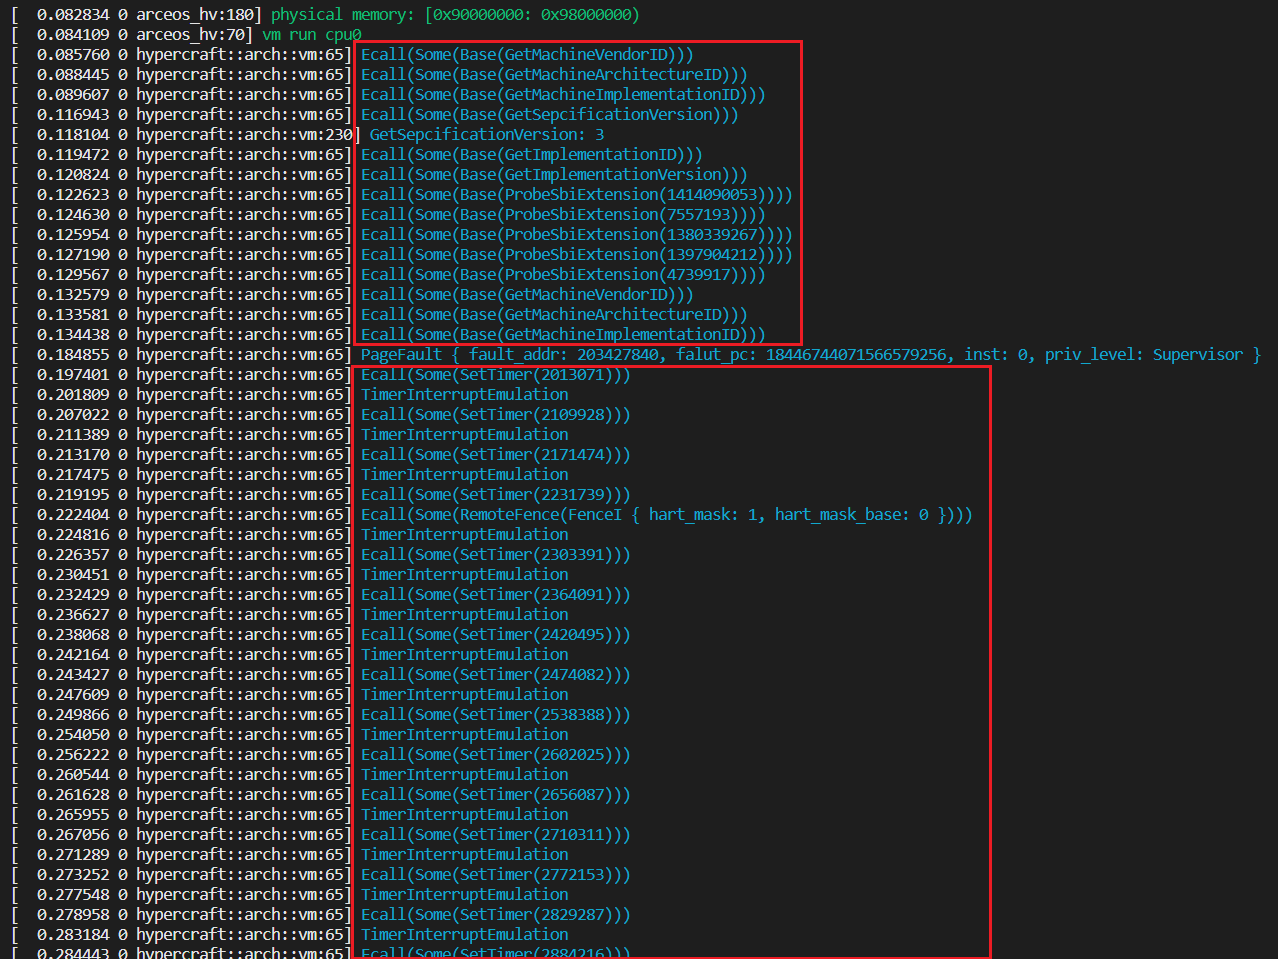 [  0.082834 0 arceos_hv:180] physical memory: [0x90000000: 0x98000000)
[  0.084109 0 arceos_hv:70] vm run cpu0
[  0.085760 0 hypercraft::arch::vm:65] Ecall(Some(Base(GetMachineVendorID)))
[  0.088445 0 hypercraft::arch::vm:65] Ecall(Some(Base(GetMachineArchitectureID)))
[  0.089607 0 hypercraft::arch::vm:65] Ecall(Some(Base(GetMachineImplementationID)))
[  0.116943 0 hypercraft::arch::vm:65] Ecall(Some(Base(GetSepcificationVersion)))
[  0.118104 0 hypercraft::arch::vm:230] GetSepcificationVersion: 3
[  0.119472 0 hypercraft::arch::vm:65] Ecall(Some(Base(GetImplementationID)))
[  0.120824 0 hypercraft::arch::vm:65] Ecall(Some(Base(GetImplementationVersion)))
[  0.122623 0 hypercraft::arch::vm:65] Ecall(Some(Base(ProbeSbiExtension(1414090053))))
[  0.124630 0 hypercraft::arch::vm:65] Ecall(Some(Base(ProbeSbiExtension(7557193))))
[  0.125954 0 hypercraft::arch::vm:65] Ecall(Some(Base(ProbeSbiExtension(1380339267))))
[  0.127190 0 hypercraft::arch::vm:65] Ecall(Some(Base(ProbeSbiExtension(1397904212))))
[  0.129567 0 hypercraft::arch::vm:65] Ecall(Some(Base(ProbeSbiExtension(4739917))))
[  0.132579 0 hypercraft::arch::vm:65] Ecall(Some(Base(GetMachineVendorID)))
[  0.133581 0 hypercraft::arch::vm:65] Ecall(Some(Base(GetMachineArchitectureID)))
[  0.134438 0 hypercraft::arch::vm:65] Ecall(Some(Base(GetMachineImplementationID)))
[  0.184855 0 hypercraft::arch::vm:65] PageFault { fault_addr: 203427840, falut_pc: 18446744071566579256, inst: 0, priv_level: Supervisor }
[  0.197401 0 hypercraft::arch::vm:65] Ecall(Some(SetTimer(2013071)))
[  0.201809 0 hypercraft::arch::vm:65] TimerInterruptEmulation
[  0.207022 0 hypercraft::arch::vm:65] Ecall(Some(SetTimer(2109928)))
[  0.211389 0 hypercraft::arch::vm:65] TimerInterruptEmulation
[  0.213170 0 hypercraft::arch::vm:65] Ecall(Some(SetTimer(2171474)))
[  0.217475 0 hypercraft::arch::vm:65] TimerInterruptEmulation
[  0.219195 0 hypercraft::arch::vm:65] Ecall(Some(SetTimer(2231739)))
[  0.222404 0 hypercraft::arch::vm:65] Ecall(Some(RemoteFence(FenceI { hart_mask: 1, hart_mask_base: 0 })))
[  0.224816 0 hypercraft::arch::vm:65] TimerInterruptEmulation
[  0.226357 0 hypercraft::arch::vm:65] Ecall(Some(SetTimer(2303391)))
[  0.230451 0 hypercraft::arch::vm:65] TimerInterruptEmulation
[  0.232429 0 hypercraft::arch::vm:65] Ecall(Some(SetTimer(2364091)))
[  0.236627 0 hypercraft::arch::vm:65] TimerInterruptEmulation
[  0.238068 0 hypercraft::arch::vm:65] Ecall(Some(SetTimer(2420495)))
[  0.242164 0 hypercraft::arch::vm:65] TimerInterruptEmulation
[  0.243427 0 hypercraft::arch::vm:65] Ecall(Some(SetTimer(2474082)))
[  0.247609 0 hypercraft::arch::vm:65] TimerInterruptEmulation
[  0.249866 0 hypercraft::arch::vm:65] Ecall(Some(SetTimer(2538388)))
[  0.254050 0 hypercraft::arch::vm:65] TimerInterruptEmulation
[  0.256222 0 hypercraft::arch::vm:65] Ecall(Some(SetTimer(2602025)))
[  0.260544 0 hypercraft::arch::vm:65] TimerInterruptEmulation
[  0.261628 0 hypercraft::arch::vm:65] Ecall(Some(SetTimer(2656087)))
[  0.265955 0 hypercraft::arch::vm:65] TimerInterruptEmulation
[  0.267056 0 hypercraft::arch::vm:65] Ecall(Some(SetTimer(2710311)))
[  0.271289 0 hypercraft::arch::vm:65] TimerInterruptEmulation
[  0.273252 0 hypercraft::arch::vm:65] Ecall(Some(SetTimer(2772153)))
[  0.277548 0 hypercraft::arch::vm:65] TimerInterruptEmulation
[  0.278958 0 hypercraft::arch::vm:65] Ecall(Some(SetTimer(2829287)))
[  0.283184 0 hypercraft::arch::vm:65] TimerInterruptEmulation
[  0.284443 0 hypercraft::arch::vm:65] Ecall(Some(SetTimer(2884216)))